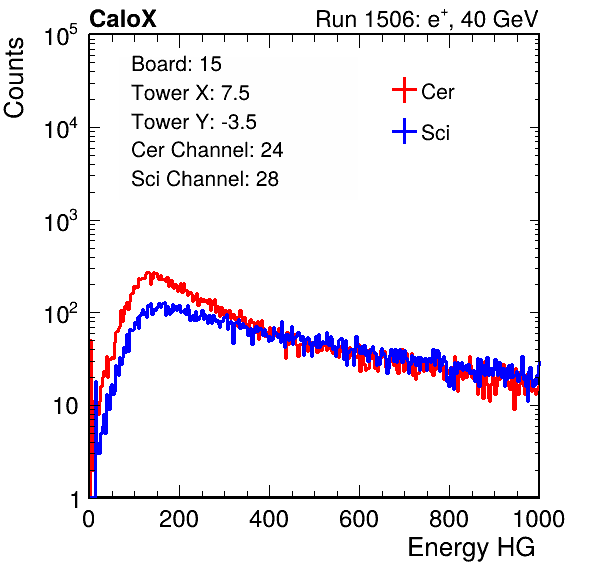 CaloX Run 1506: e⁺, 40 GeV
Board: 15
Tower X: 7.5
Tower Y: -3.5
Cer Channel: 24
Sci Channel: 28
Cer
Sci
Counts
10⁵
10⁴
10³
10²
10
1
0 200 400 600 800 1000
Energy HG